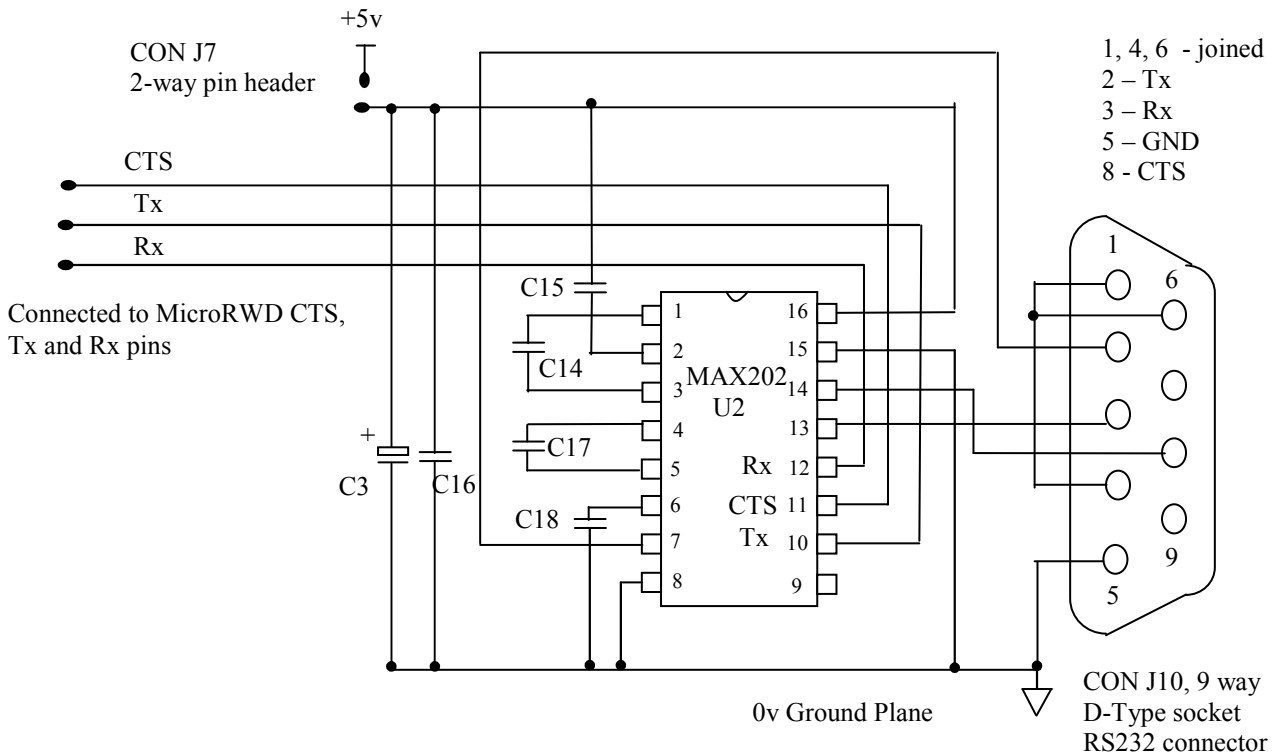 +5v
CON J7
2-way pin header
1, 4, 6  - joined
2 – Tx
3 – Rx
5 – GND
8 - CTS
CTS
Tx
Rx
Connected to MicroRWD CTS,
Tx and Rx pins
C15
C14
C17
C18
+
C3
C16
1
2
3
4
5
6
7
8
MAX202
U2
Rx
CTS
Tx
16
15
14
13
12
11
10
9
1
6
9
5
0v Ground Plane
CON J10, 9 way
D-Type socket
RS232 connector